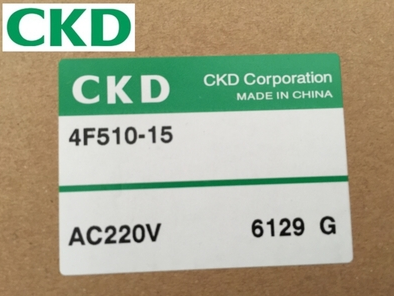 CKD
CKD CKD Corporation
MADE IN CHINA
4F510-15
AC220V 6129 G